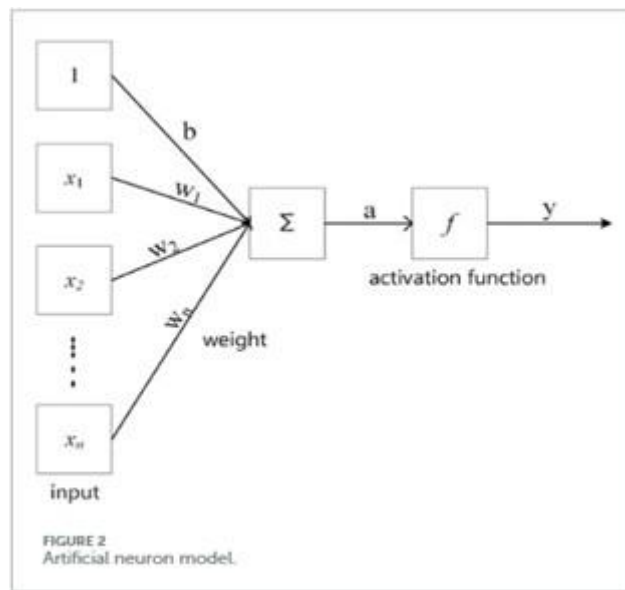 1
b
x₁
w₁
Σ
a
f
y
activation function
x₂
w₂
wₙ
weight
xₙ
input
FIGURE 2
Artificial neuron model.